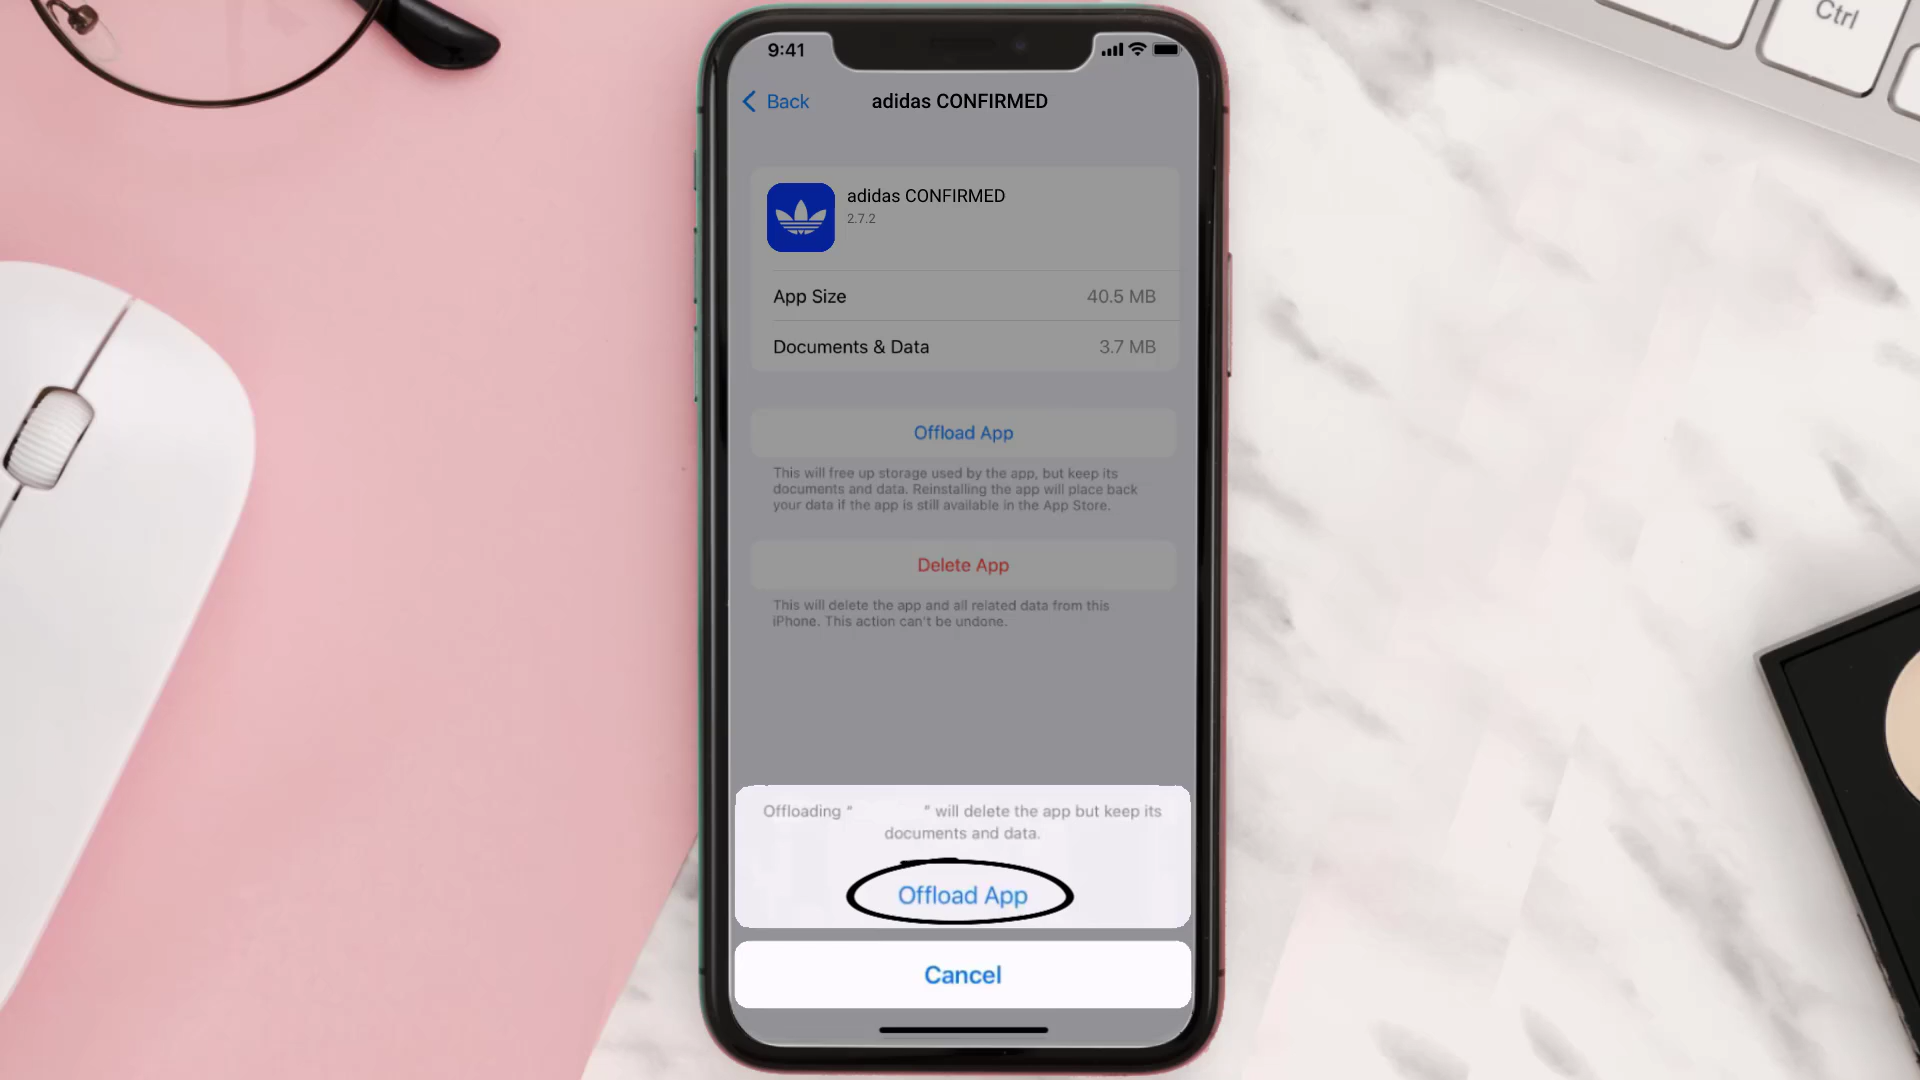 Ctrl
9:41
Back
adidas CONFIRMED
adidas CONFIRMED
2.7.2
App Size
40.5 MB
Documents & Data
3.7 MB
Offload App
This will free up storage used by the app, but keep its
documents and data. Reinstalling the app will place back
your data if the app is still available in the App Store.
Delete App
This will delete the app and all related data from this
iPhone. This action can't be undone.
Offloading “ ” will delete the app but keep its
documents and data.
Offload App
Cancel